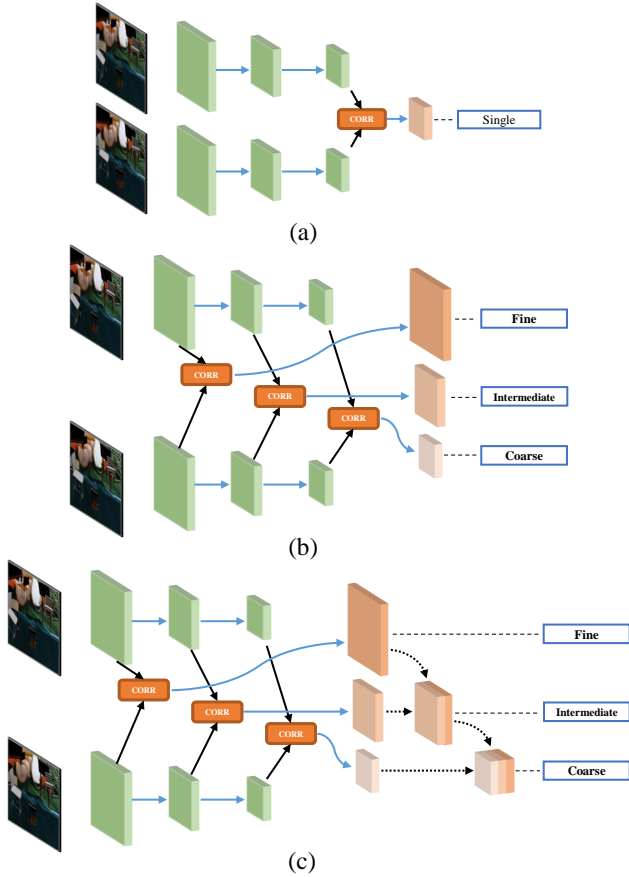 CORR
Single
(a)
Fine
CORR
CORR
Intermediate
CORR
Coarse
(b)
Fine
CORR
CORR
Intermediate
CORR
Coarse
(c)